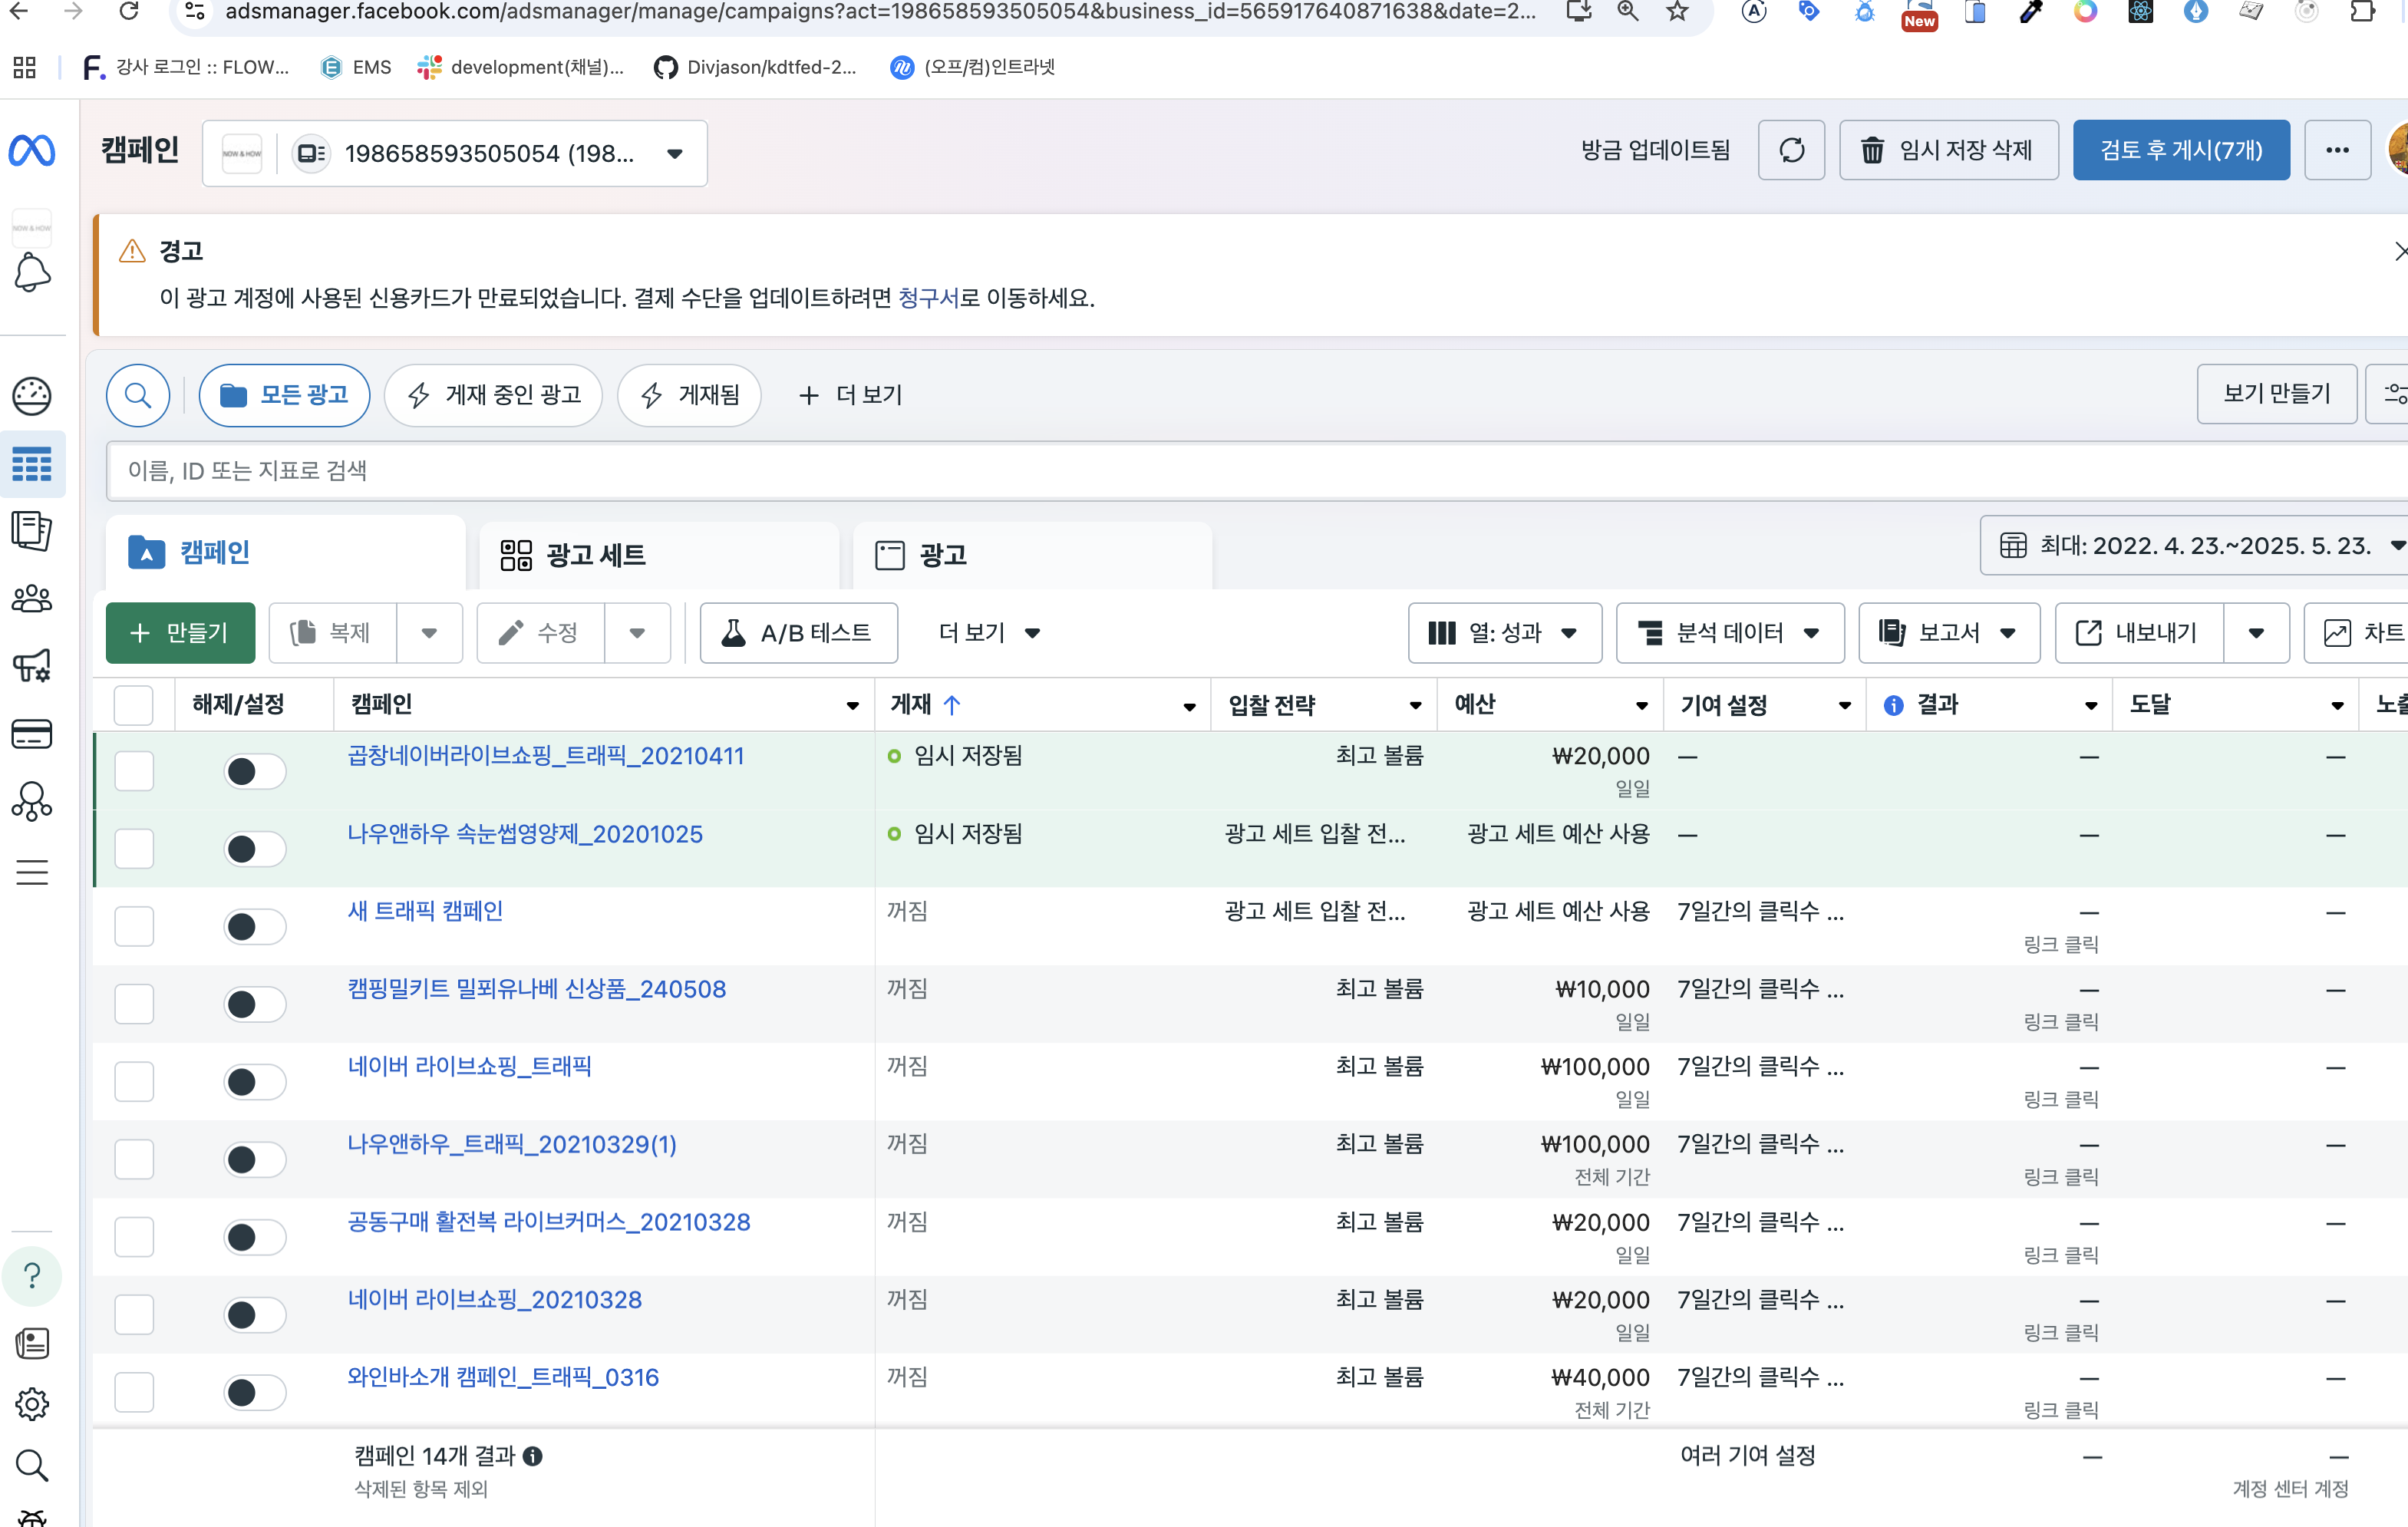 adsmanager.facebook.com/adsmanager/manage/campaigns?act=198658593505054&business_id=565917640871638&date=2...
New
강사 로그인 :: FLOW...
EMS
development(채널)...
Divjason/kdtfed-2...
(오프/컴)인트라넷
캠페인
NOW & HOW
198658593505054 (198...
방금 업데이트됨
임시 저장 삭제
검토 후 게시(7개)
NOW & HOW
경고
이 광고 계정에 사용된 신용카드가 만료되었습니다. 결제 수단을 업데이트하려면 청구서로 이동하세요.
모든 광고
게재 중인 광고
게재됨
+ 더 보기
보기 만들기
이름, ID 또는 지표로 검색
캠페인
광고 세트
광고
최대: 2022. 4. 23.~2025. 5. 23.
+ 만들기
복제
수정
A/B 테스트
더 보기
열: 성과
분석 데이터
보고서
내보내기
차트
해제/설정 캠페인 게재 ↑ 입찰 전략 예산 기여 설정 결과 도달 노출
곱창네이버라이브쇼핑_트래픽_20210411 임시 저장됨 최고 볼륨 ₩20,000 — — —
일일
나우앤하우 속눈썹영양제_20201025 임시 저장됨 광고 세트 입찰 전... 광고 세트 예산 사용 — — —
새 트래픽 캠페인 꺼짐 광고 세트 입찰 전... 광고 세트 예산 사용 7일간의 클릭수 ... — —
링크 클릭
캠핑밀키트 밀푀유나베 신상품_240508 꺼짐 최고 볼륨 ₩10,000 7일간의 클릭수 ... — —
일일 링크 클릭
네이버 라이브쇼핑_트래픽 꺼짐 최고 볼륨 ₩100,000 7일간의 클릭수 ... — —
일일 링크 클릭
나우앤하우_트래픽_20210329(1) 꺼짐 최고 볼륨 ₩100,000 7일간의 클릭수 ... — —
전체 기간 링크 클릭
공동구매 활전복 라이브커머스_20210328 꺼짐 최고 볼륨 ₩20,000 7일간의 클릭수 ... — —
일일 링크 클릭
네이버 라이브쇼핑_20210328 꺼짐 최고 볼륨 ₩20,000 7일간의 클릭수 ... — —
일일 링크 클릭
와인바소개 캠페인_트래픽_0316 꺼짐 최고 볼륨 ₩40,000 7일간의 클릭수 ... — —
전체 기간 링크 클릭
캠페인 14개 결과 여러 기여 설정 — —
삭제된 항목 제외 계정 센터 계정